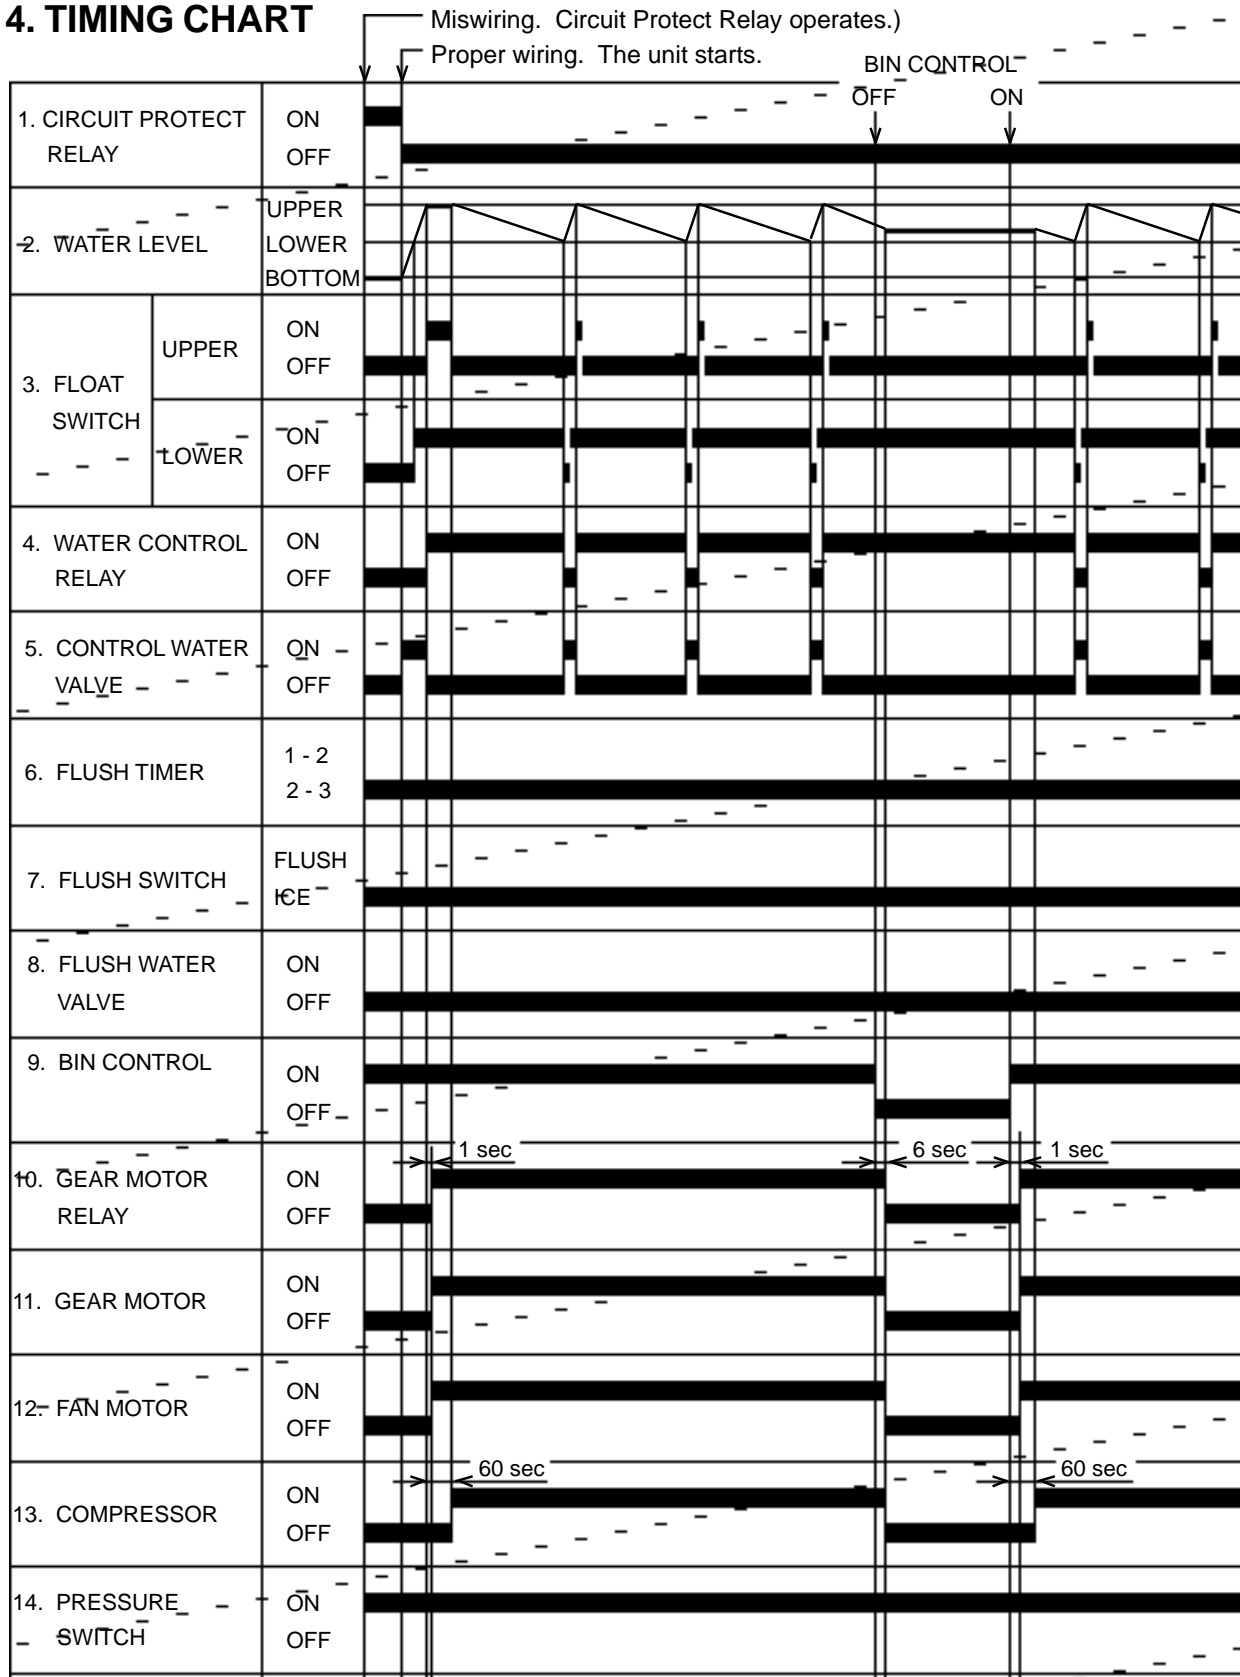 4. TIMING CHART
Miswiring. Circuit Protect Relay operates.)
Proper wiring. The unit starts.
BIN CONTROL
OFF ON
1. CIRCUIT PROTECT RELAY
ON
OFF
2. WATER LEVEL
UPPER
LOWER
BOTTOM
3. FLOAT SWITCH
UPPER
ON
OFF
LOWER
ON
OFF
4. WATER CONTROL RELAY
ON
OFF
5. CONTROL WATER VALVE
ON
OFF
6. FLUSH TIMER
1 - 2
2 - 3
7. FLUSH SWITCH
FLUSH
ICE
8. FLUSH WATER VALVE
ON
OFF
9. BIN CONTROL
ON
OFF
1 sec 6 sec 1 sec
10. GEAR MOTOR RELAY
ON
OFF
11. GEAR MOTOR
ON
OFF
12. FAN MOTOR
ON
OFF
60 sec 60 sec
13. COMPRESSOR
ON
OFF
14. PRESSURE SWITCH
ON
OFF